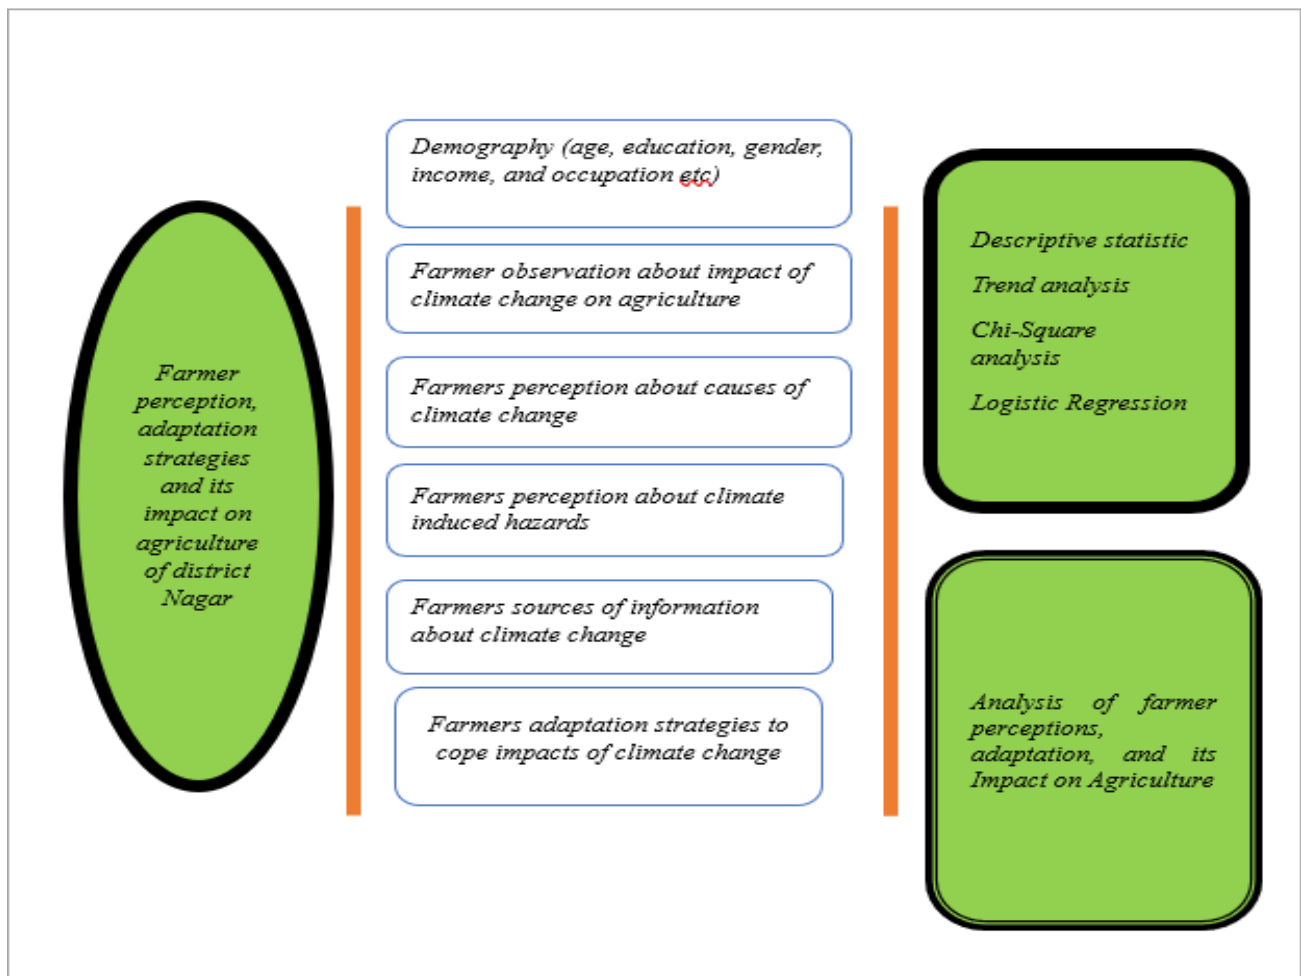 Farmer
perception,
adaptation
strategies
and its
impact on
agriculture
of district
Nagar
Demography (age, education, gender,
income, and occupation etc)
Farmer observation about impact of
climate change on agriculture
Farmers perception about causes of
climate change
Farmers perception about climate
induced hazards
Farmers sources of information
about climate change
Farmers adaptation strategies to
cope impacts of climate change
Descriptive statistic
Trend analysis
Chi-Square
analysis
Logistic Regression
Analysis of farmer
perceptions,
adaptation, and its
Impact on Agriculture